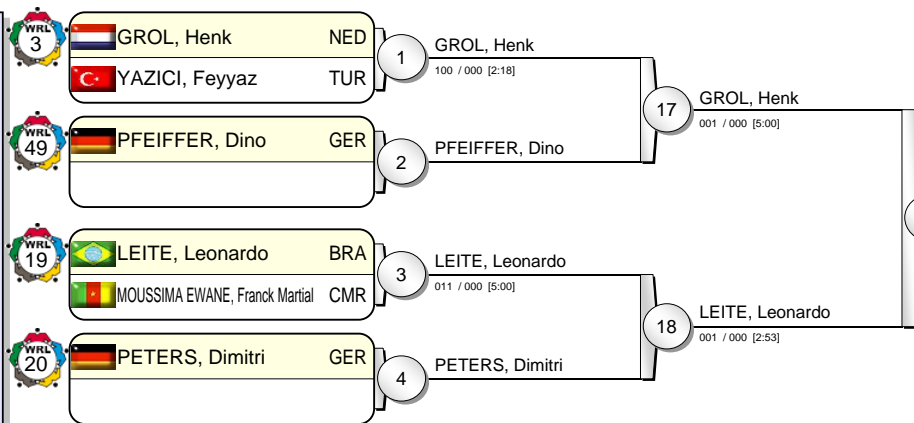 WRL
3
GROL, Henk NED
YAZICI, Feyyaz TUR
1
GROL, Henk
100 / 000 [2:18]
WRL
49
PFEIFFER, Dino GER
2
PFEIFFER, Dino
17
GROL, Henk
001 / 000 [5:00]
WRL
19
LEITE, Leonardo BRA
MOUSSIMA EWANE, Franck Martial CMR
3
LEITE, Leonardo
011 / 000 [5:00]
WRL
20
PETERS, Dimitri GER
4
PETERS, Dimitri
18
LEITE, Leonardo
001 / 000 [2:53]